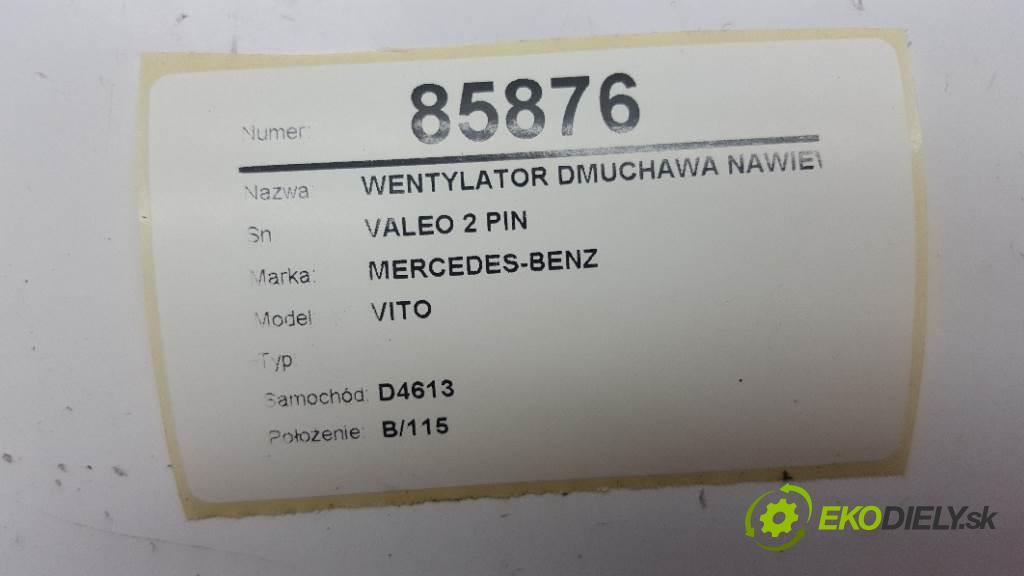 Numer: 85876
Nazwa WENTYLATOR DMUCHAWA NAWIEW
Sn VALEO 2 PIN
Marka: MERCEDES-BENZ
Model VITO
Typ:
Samochód: D4613
Położenie: B/115
EKODIELY.sk